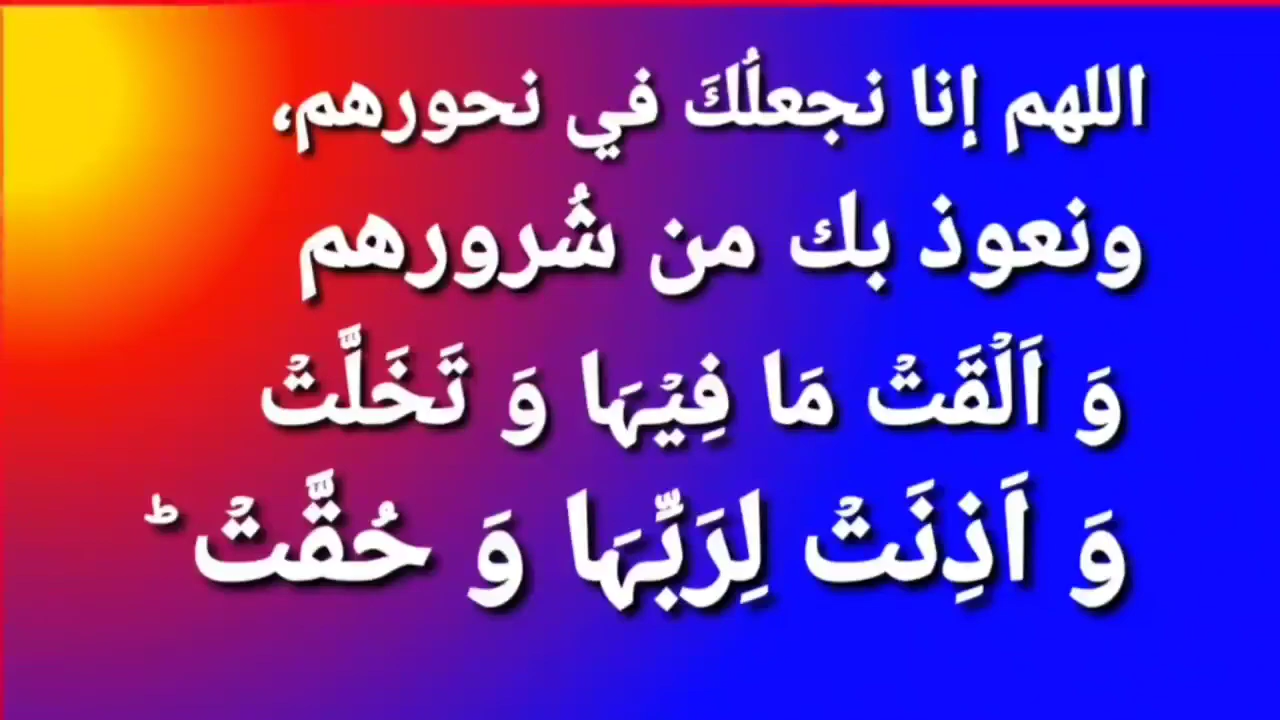 اللهم إنا نجعلُكَ في نحورهم،
ونعوذ بك من شُرورهم
وَ اَلْقَتْ مَا فِیْهَا وَ تَخَلَّتْ
وَ اَذِنَتْ لِرَبِّهَا وَ حُقَّتْ ؕ